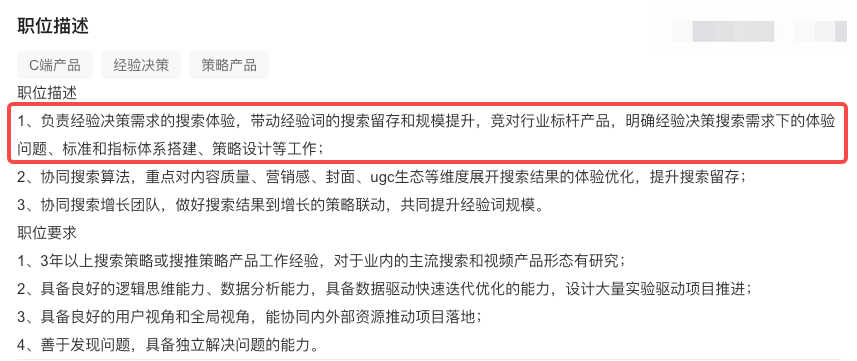 职位描述
C端产品
经验决策
策略产品
职位描述
1、负责经验决策需求的搜索体验，带动经验词的搜索留存和规模提升，竞对行业标杆产品，明确经验决策搜索需求下的体验
问题、标准和指标体系搭建、策略设计等工作；
2、协同搜索算法，重点对内容质量、营销感、封面、ugc生态等维度展开搜索结果的体验优化，提升搜索留存；
3、协同搜索增长团队，做好搜索结果到增长的策略联动，共同提升经验词规模。
职位要求
1、3年以上搜索策略或搜推策略产品工作经验，对于业内的主流搜索和视频产品形态有研究；
2、具备良好的逻辑思维能力、数据分析能力，具备数据驱动快速迭代优化的能力，设计大量实验驱动项目推进；
3、具备良好的用户视角和全局视角，能协同内外部资源推动项目落地；
4、善于发现问题，具备独立解决问题的能力。